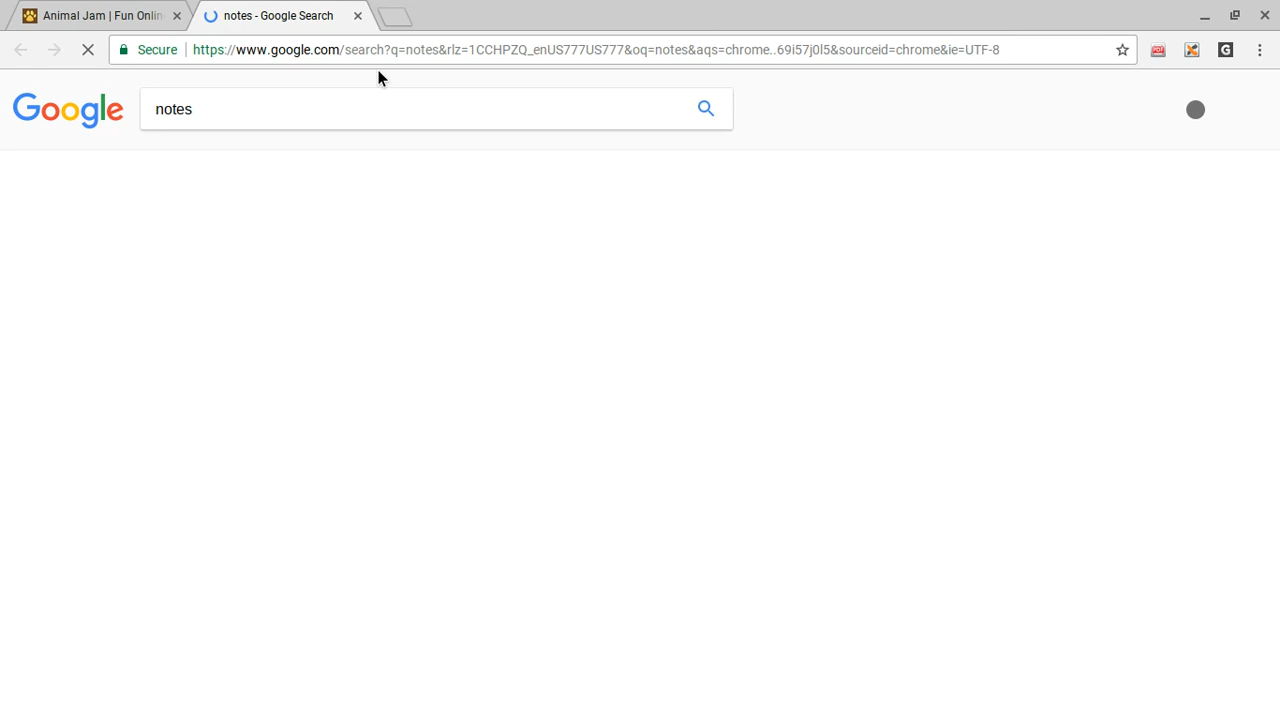 Animal Jam | Fun Onlin
notes - Google Search
Secure
https://www.google.com/search?q=notes&rlz=1CCHPZQ_enUS777US777&oq=notes&aqs=chrome..69i57j0l5&sourceid=chrome&ie=UTF-8
PDF
G
Google
notes